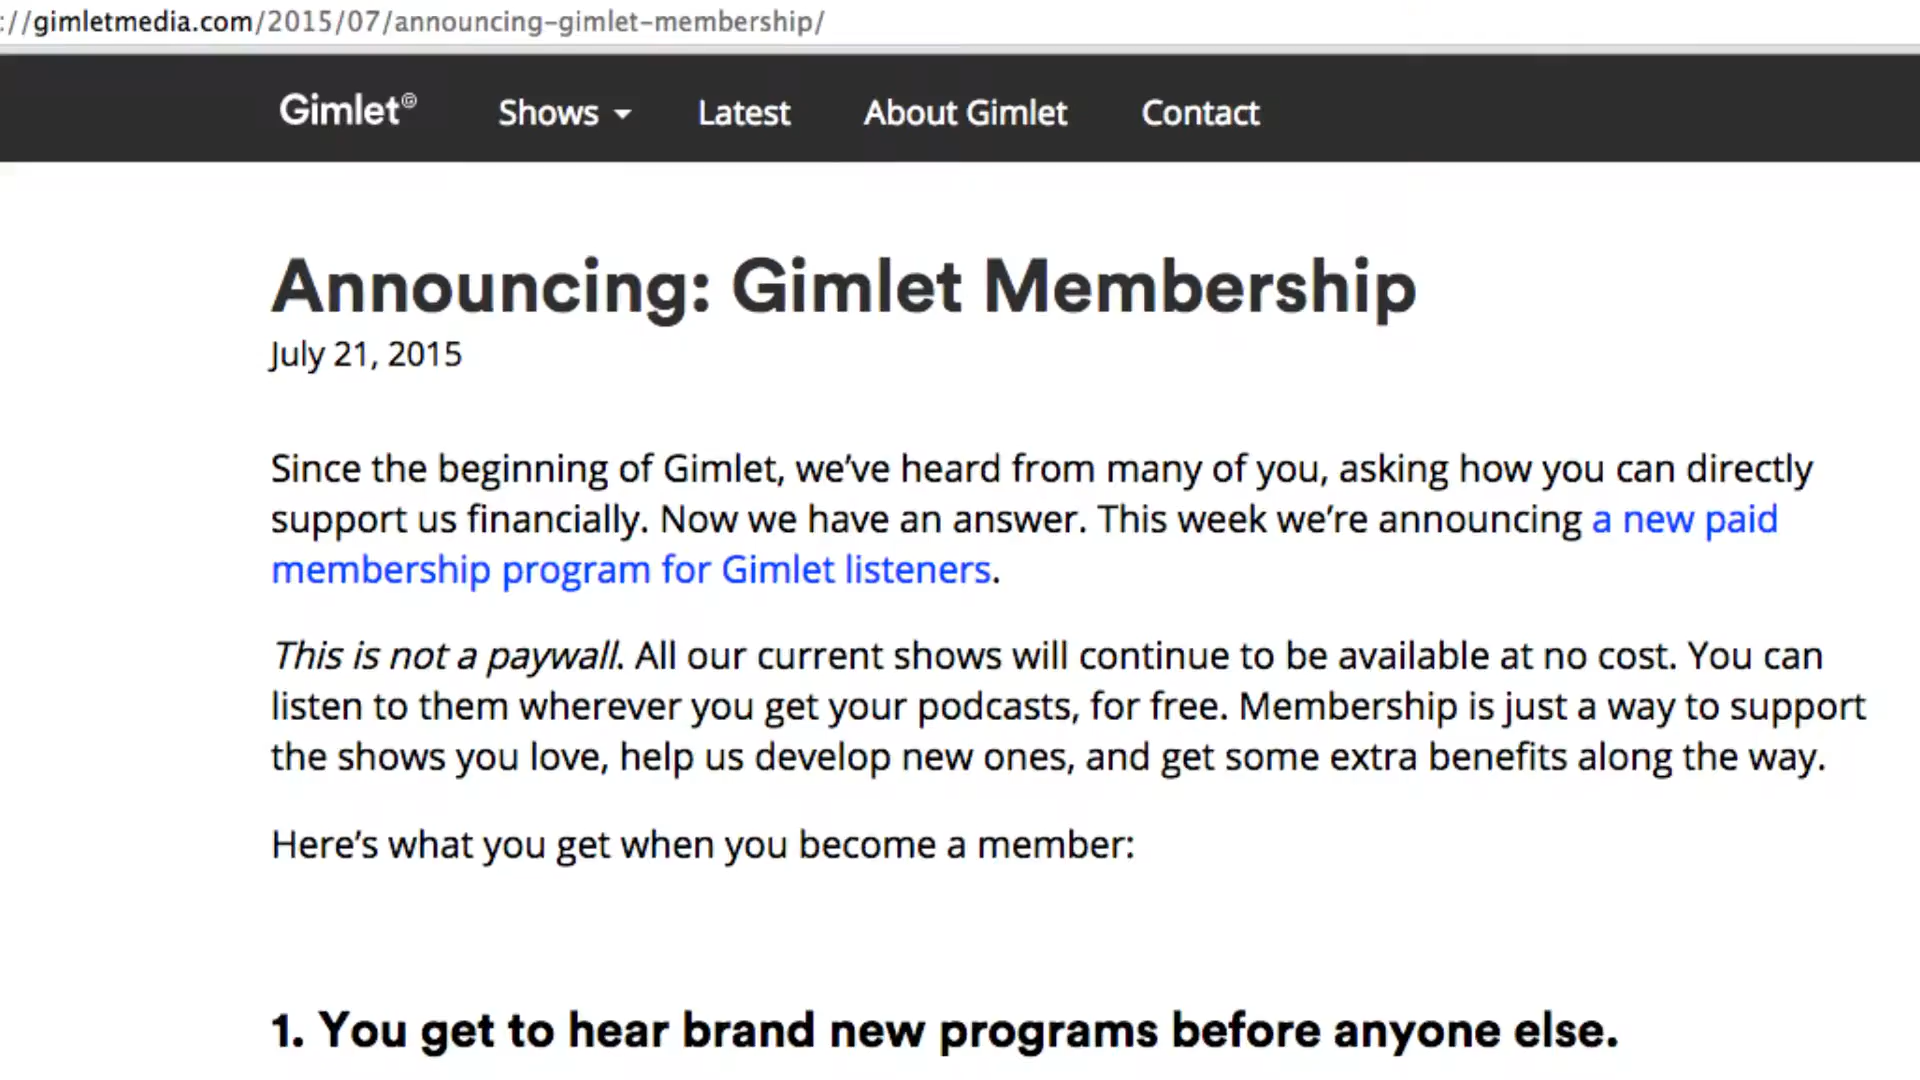 ://gimletmedia.com/2015/07/announcing-gimlet-membership/
Gimlet© Shows Latest About Gimlet Contact
Announcing: Gimlet Membership
July 21, 2015
Since the beginning of Gimlet, we’ve heard from many of you, asking how you can directly
support us financially. Now we have an answer. This week we’re announcing a new paid
membership program for Gimlet listeners.
This is not a paywall. All our current shows will continue to be available at no cost. You can
listen to them wherever you get your podcasts, for free. Membership is just a way to support
the shows you love, help us develop new ones, and get some extra benefits along the way.
Here’s what you get when you become a member:
1. You get to hear brand new programs before anyone else.